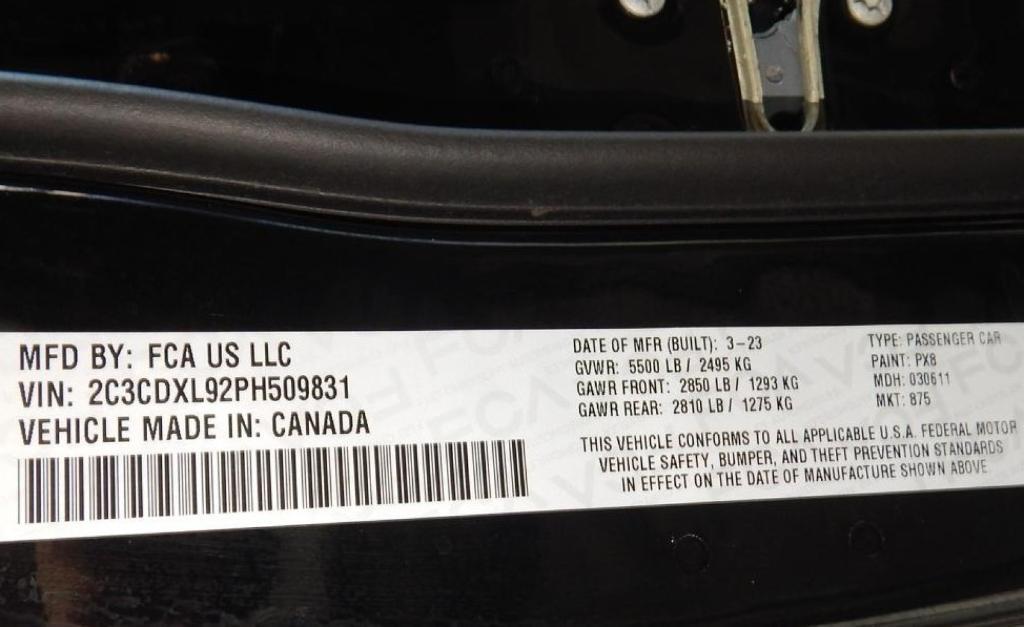 MFD BY: FCA US LLC
VIN: 2C3CDXL92PH509831
VEHICLE MADE IN: CANADA
DATE OF MFR (BUILT): 3-23
GVWR: 5500 LB / 2495 KG
GAWR FRONT: 2850 LB / 1293 KG
GAWR REAR: 2810 LB / 1275 KG
TYPE: PASSENGER CAR
PAINT: PX8
MDH: 030611
MKT: 875
THIS VEHICLE CONFORMS TO ALL APPLICABLE U.S.A. FEDERAL MOTOR
VEHICLE SAFETY, BUMPER, AND THEFT PREVENTION STANDARDS
IN EFFECT ON THE DATE OF MANUFACTURE SHOWN ABOVE